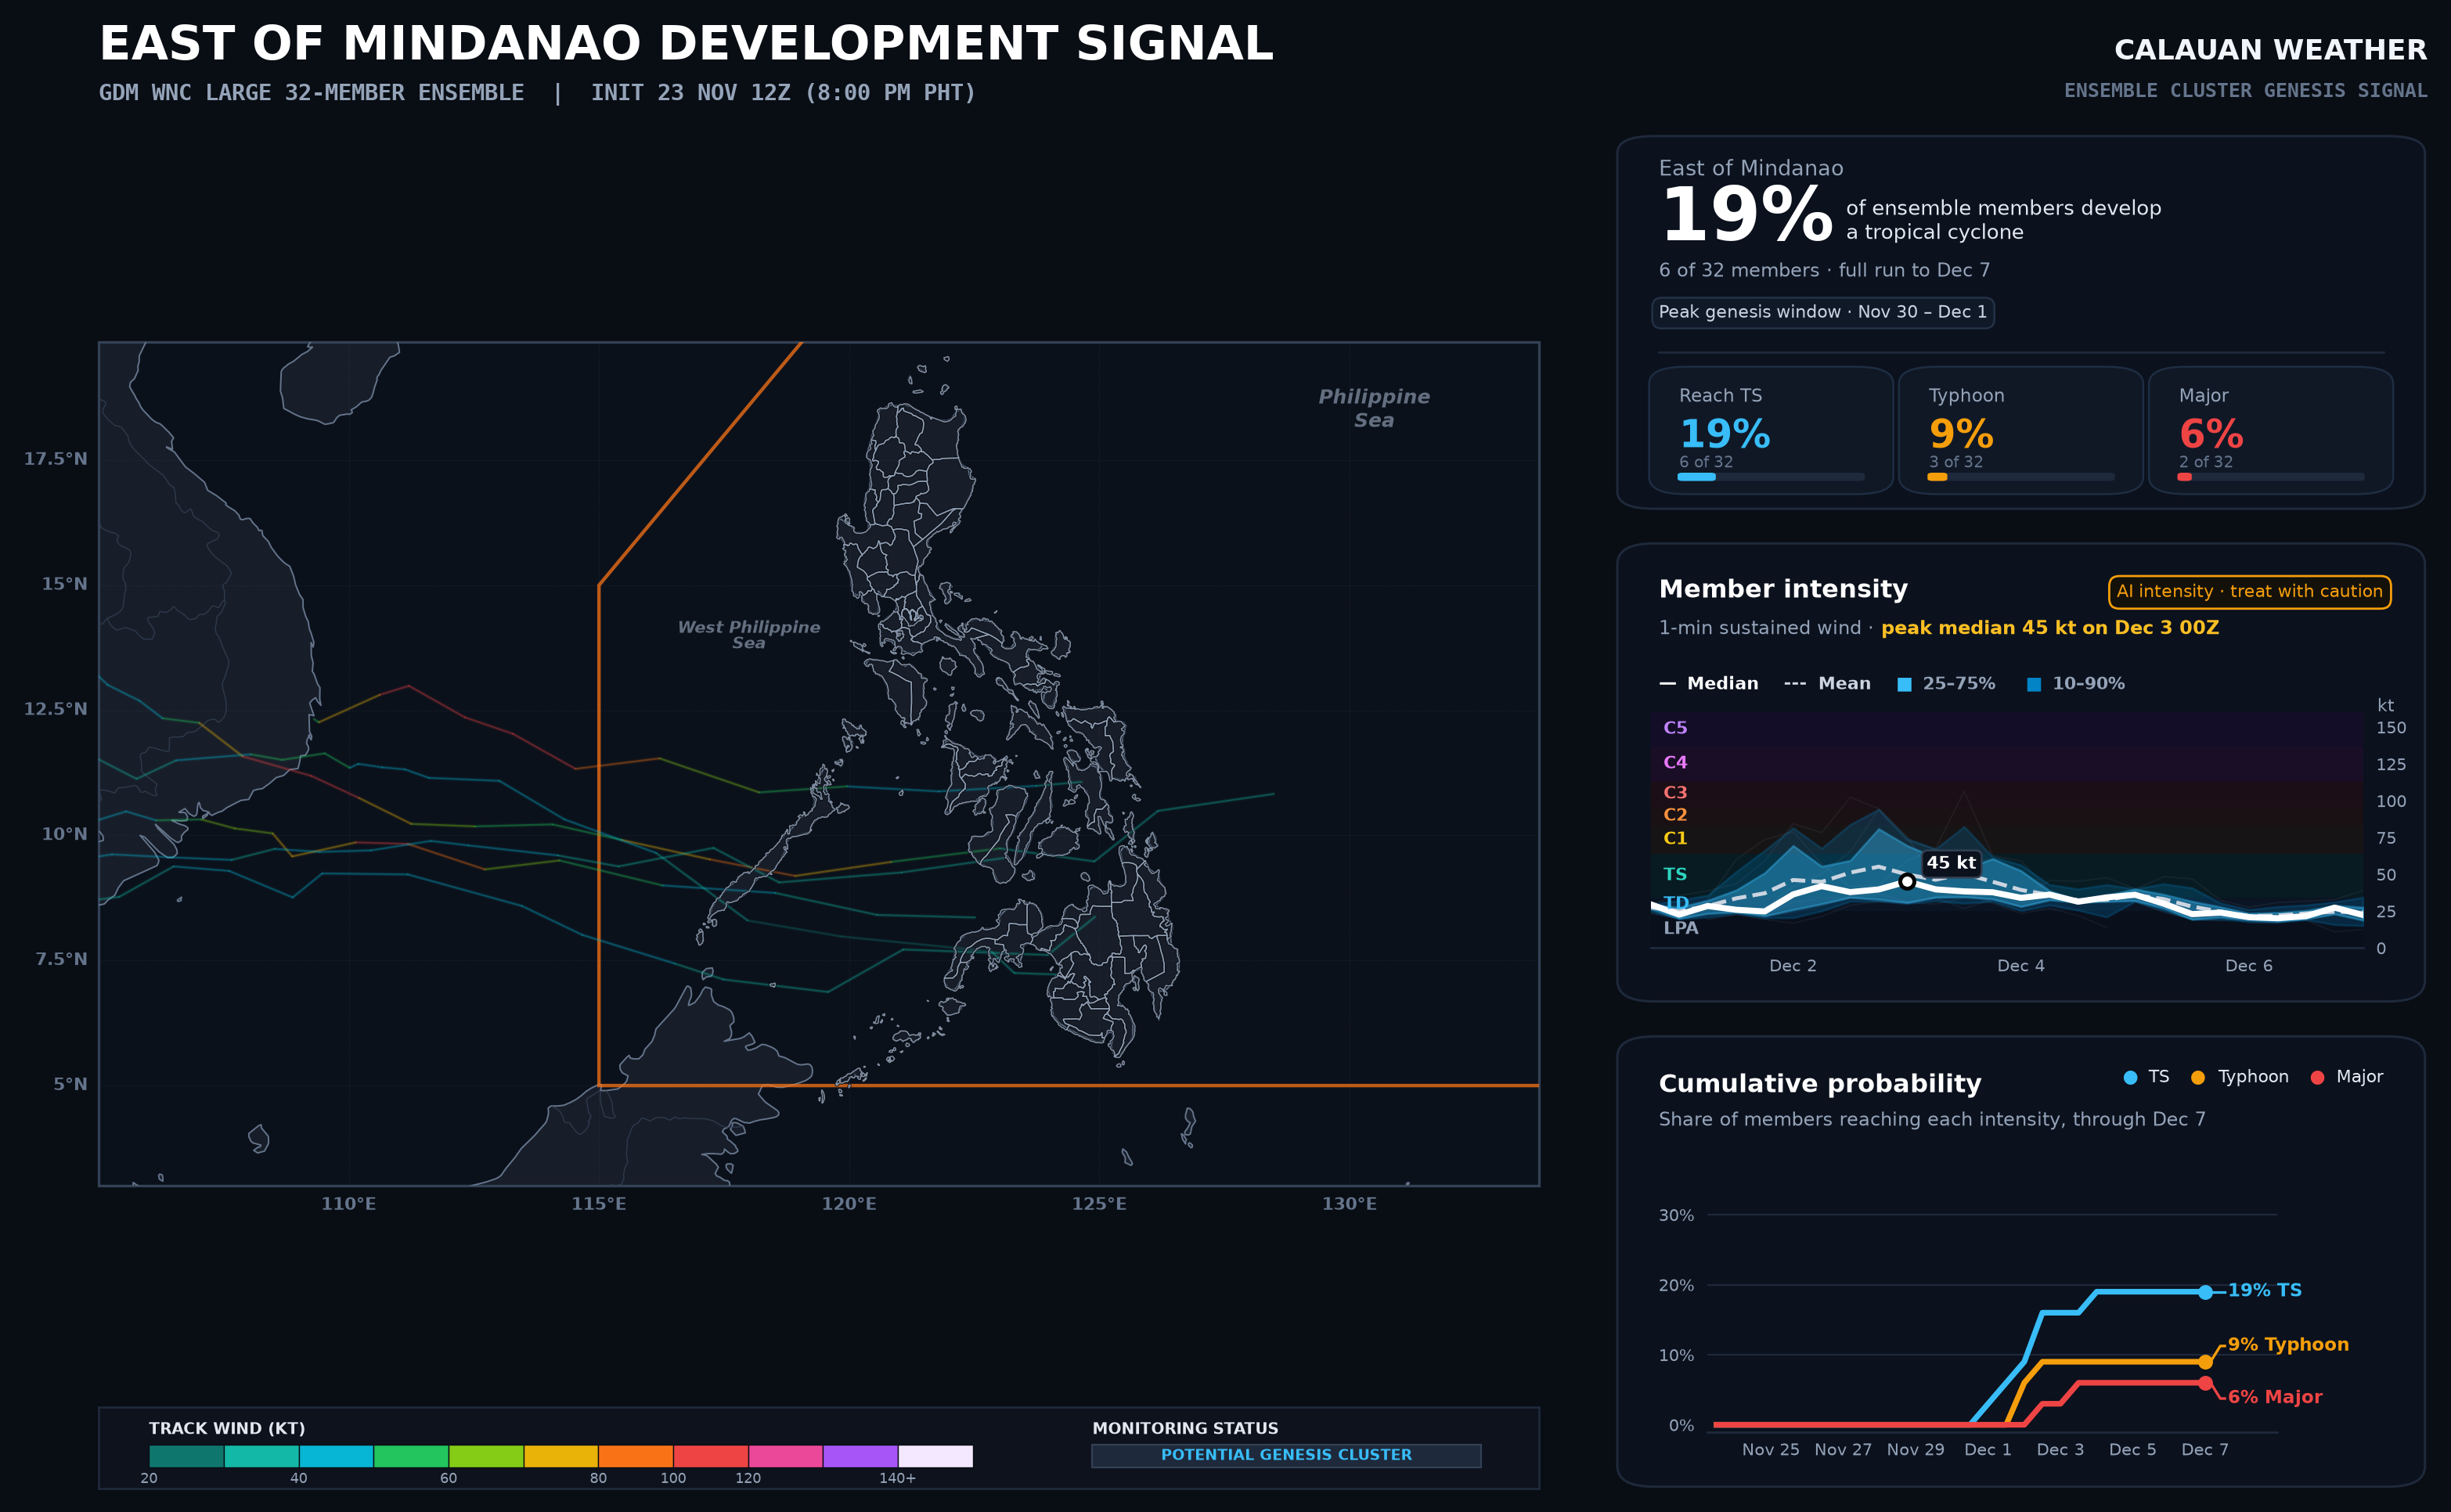 EAST OF MINDANAO DEVELOPMENT SIGNAL
GDM WNC LARGE 32-MEMBER ENSEMBLE | INIT 23 NOV 12Z (8:00 PM PHT)
CALAUAN WEATHER
ENSEMBLE CLUSTER GENESIS SIGNAL
17.5°N
15°N
12.5°N
10°N
7.5°N
5°N
110°E
115°E
120°E
125°E
130°E
Philippine
Sea
West Philippine
Sea
TRACK WIND (KT)
20
40
60
80
100
120
140+
MONITORING STATUS
POTENTIAL GENESIS CLUSTER
East of Mindanao
19%
of ensemble members develop
a tropical cyclone
6 of 32 members · full run to Dec 7
Peak genesis window · Nov 30 – Dec 1
Reach TS
19%
6 of 32
Typhoon
9%
3 of 32
Major
6%
2 of 32
Member intensity
AI intensity · treat with caution
1-min sustained wind · peak median 45 kt on Dec 3 00Z
Median
Mean
25–75%
10–90%
kt
C5
C4
C3
C2
C1
TS
TD
LPA
150
125
100
75
50
25
0
45 kt
Dec 2
Dec 4
Dec 6
Cumulative probability
TS
Typhoon
Major
Share of members reaching each intensity, through Dec 7
30%
20%
10%
0%
19% TS
9% Typhoon
6% Major
Nov 25
Nov 27
Nov 29
Dec 1
Dec 3
Dec 5
Dec 7